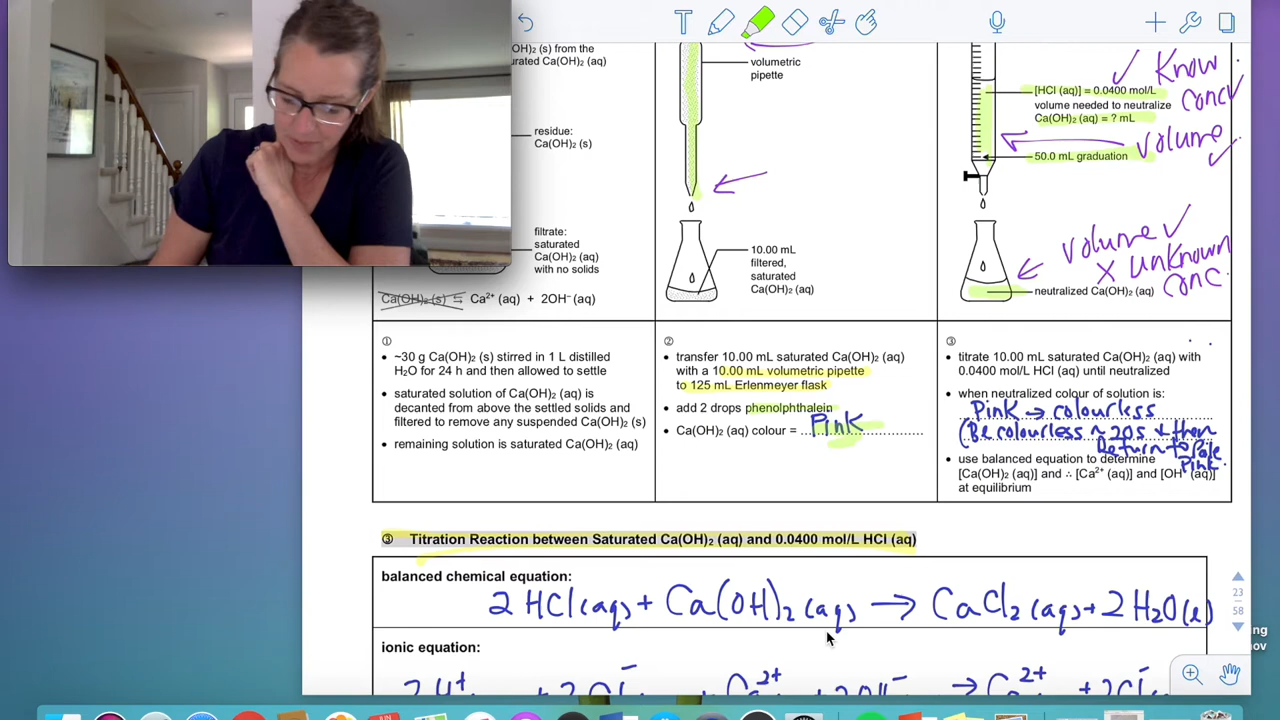 OH)₂ (s) from the
urated Ca(OH)₂ (aq)
residue:
Ca(OH)₂ (s)
filtrate:
saturated
Ca(OH)₂ (aq)
with no solids
Ca(OH)₂ (s) ⇆ Ca²⁺ (aq) + 2OH⁻ (aq)
volumetric
pipette
10.00 mL
filtered,
saturated
Ca(OH)₂ (aq)
[HCl (aq)] = 0.0400 mol/L
volume needed to neutralize
Ca(OH)₂ (aq) = ? mL
50.0 mL graduation
Know
conc
volume
volume ✓
X unknown
conc
neutralized Ca(OH)₂ (aq)
①
• ~30 g Ca(OH)₂ (s) stirred in 1 L distilled
H₂O for 24 h and then allowed to settle
• saturated solution of Ca(OH)₂ (aq) is
decanted from above the settled solids and
filtered to remove any suspended Ca(OH)₂ (s)
• remaining solution is saturated Ca(OH)₂ (aq)
②
• transfer 10.00 mL saturated Ca(OH)₂ (aq)
with a 10.00 mL volumetric pipette
to 125 mL Erlenmeyer flask
• add 2 drops phenolphthalein
• Ca(OH)₂ (aq) colour = Pink
③
• titrate 10.00 mL saturated Ca(OH)₂ (aq) with
0.0400 mol/L HCl (aq) until neutralized
• when neutralized colour of solution is:
Pink → colourless
(Be colourless ~ 20s & then
Return to Pale
Pink.
• use balanced equation to determine
[Ca(OH)₂ (aq)] and ∴ [Ca²⁺ (aq)] and [OH⁻ (aq)]
at equilibrium
③ Titration Reaction between Saturated Ca(OH)₂ (aq) and 0.0400 mol/L HCl (aq)
balanced chemical equation:
2 HCl(aq) + Ca(OH)₂ (aq) → CaCl₂ (aq) + 2 H₂O(l)
ionic equation:
23
58